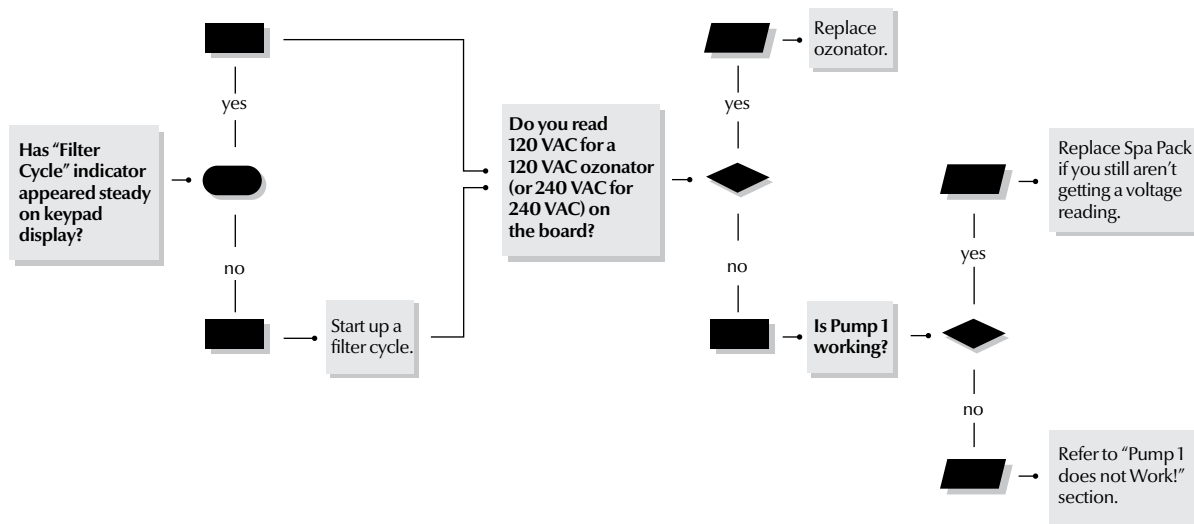 Has “Filter
Cycle” indicator
appeared steady
on keypad
display?
yes
no
Start up a
filter cycle.
Do you read
120 VAC for a
120 VAC ozonator
(or 240 VAC for
240 VAC) on
the board?
yes
Replace
ozonator.
no
Is Pump 1
working?
yes
Replace Spa Pack
if you still aren’t
getting a voltage
reading.
no
Refer to “Pump 1
does not Work!”
section.